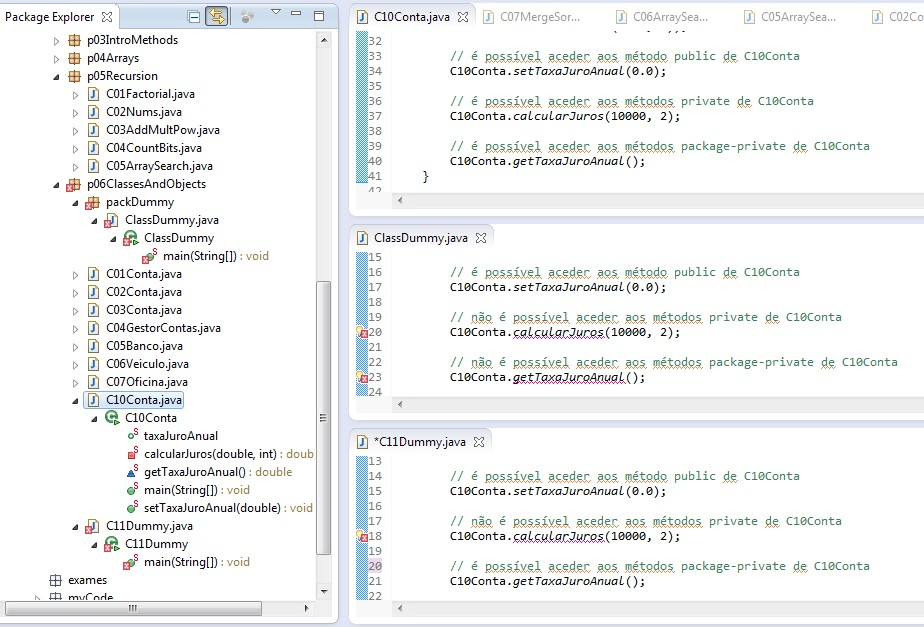 Package Explorer
p03IntroMethods
p04Arrays
p05Recursion
C01Factorial.java
C02Nums.java
C03AddMultPow.java
C04CountBits.java
C05ArraySearch.java
p06ClassesAndObjects
packDummy
ClassDummy.java
ClassDummy
main(String[]) : void
C01Conta.java
C02Conta.java
C03Conta.java
C04GestorContas.java
C05Banco.java
C06Veiculo.java
C07Oficina.java
C10Conta.java
C10Conta
taxaJuroAnual
calcularJuros(double, int) : doub
getTaxaJuroAnual() : double
main(String[]) : void
setTaxaJuroAnual(double) : void
C11Dummy.java
C11Dummy
main(String[]) : void
exames
myCode
C10Conta.java C07MergeSor... C06ArraySea... C05ArraySea... C02Co
32
33 // é possível aceder aos método public de C10Conta
34 C10Conta.setTaxaJuroAnual(0.0);
35
36 // é possível aceder aos métodos private de C10Conta
37 C10Conta.calcularJuros(10000, 2);
38
39 // é possível aceder aos métodos package-private de C10Conta
40 C10Conta.getTaxaJuroAnual();
41 }
42
ClassDummy.java
15
16 // é possível aceder aos método public de C10Conta
17 C10Conta.setTaxaJuroAnual(0.0);
18
19 // não é possível aceder aos métodos private de C10Conta
20 C10Conta.calcularJuros(10000, 2);
21
22 // não é possível aceder aos métodos package-private de C10Conta
23 C10Conta.getTaxaJuroAnual();
24
*C11Dummy.java
13
14 // é possível aceder aos método public de C10Conta
15 C10Conta.setTaxaJuroAnual(0.0);
16
17 // não é possível aceder aos métodos private de C10Conta
18 C10Conta.calcularJuros(10000, 2);
19
20 // é possível aceder aos métodos package-private de C10Conta
21 C10Conta.getTaxaJuroAnual();
22